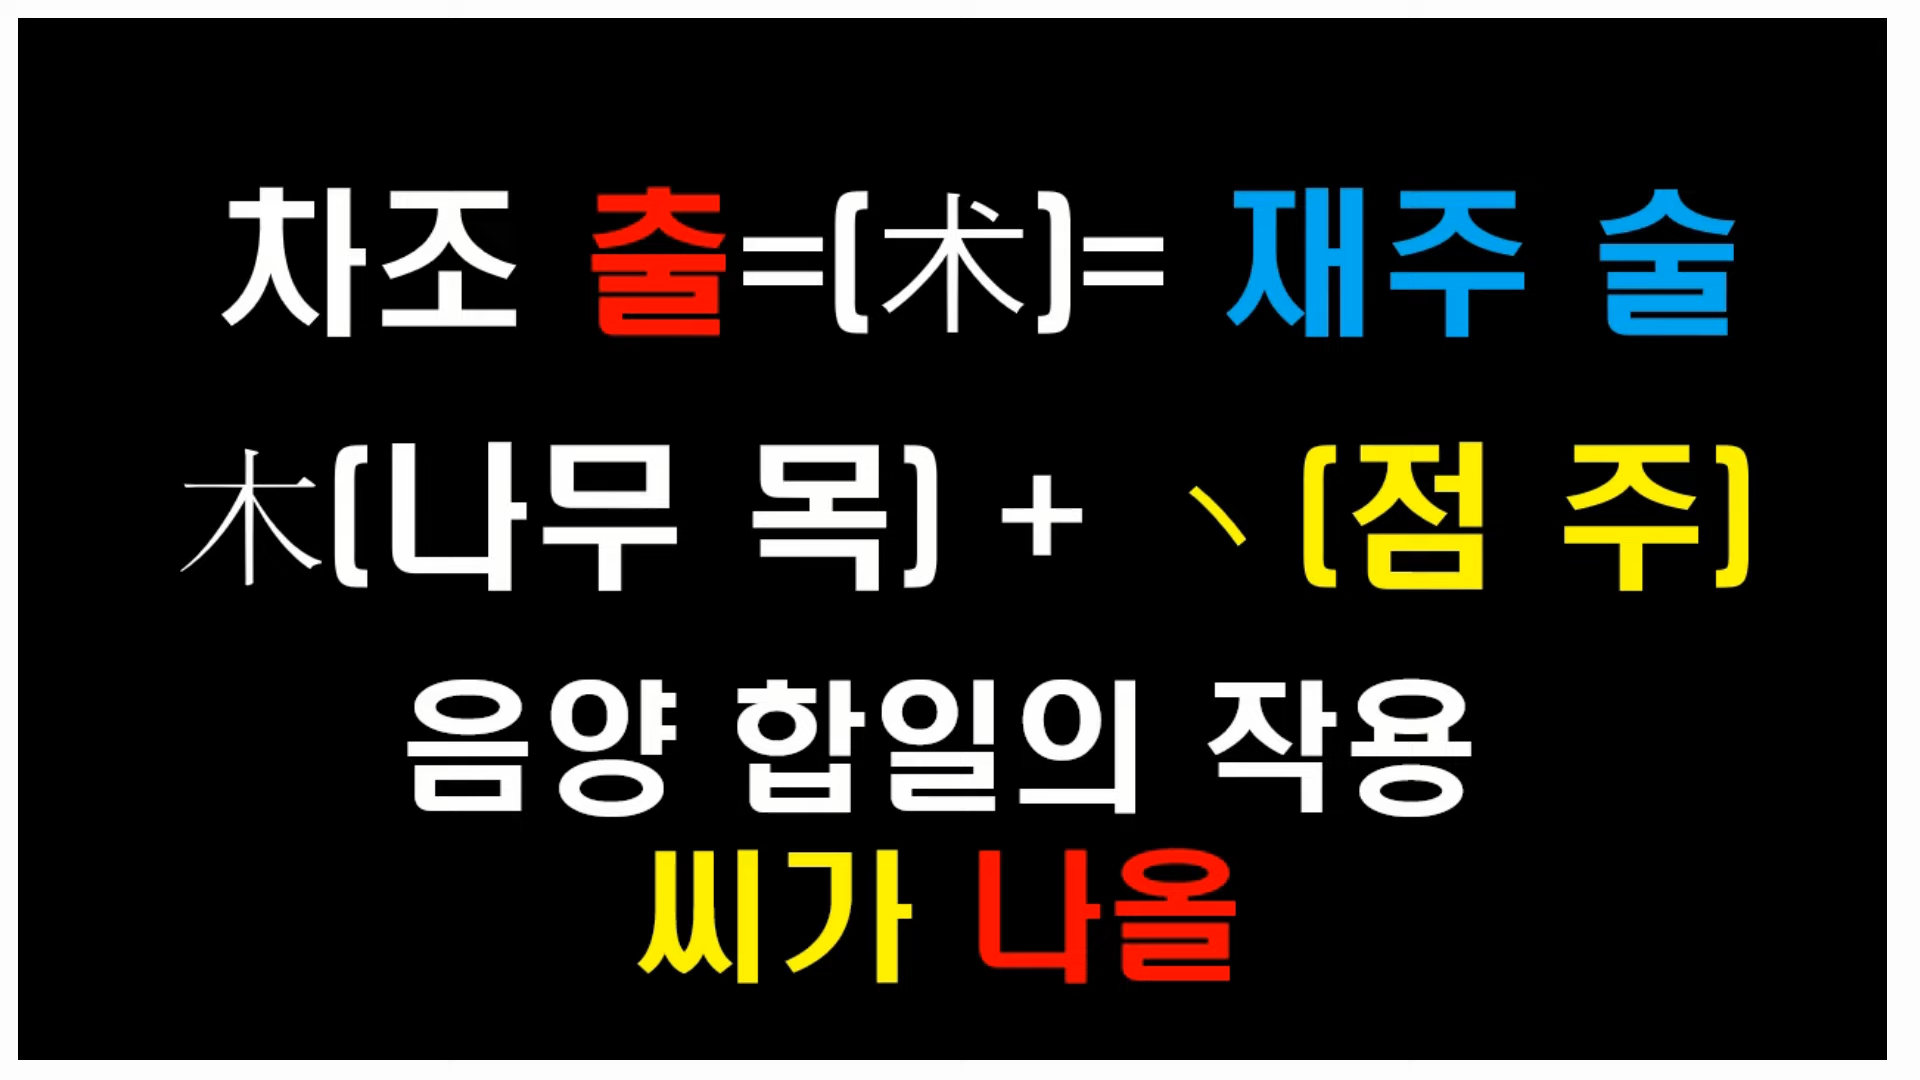 차조 출=(朮)= 재주 술
木(나무 목) + ヽ(점 주)
음양 합일의 작용
씨가 나올